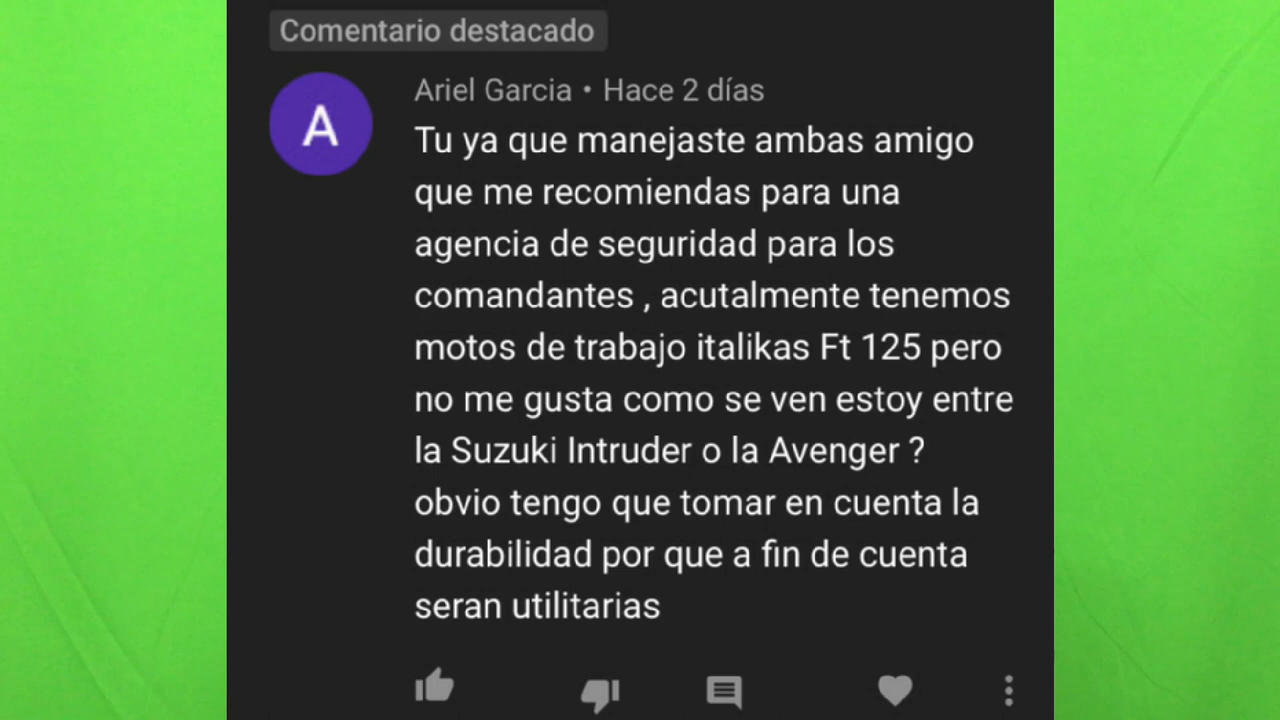 Comentario destacado
A
Ariel Garcia • Hace 2 días
Tu ya que manejaste ambas amigo
que me recomiendas para una
agencia de seguridad para los
comandantes , acutalmente tenemos
motos de trabajo italikas Ft 125 pero
no me gusta como se ven estoy entre
la Suzuki Intruder o la Avenger ?
obvio tengo que tomar en cuenta la
durabilidad por que a fin de cuenta
seran utilitarias